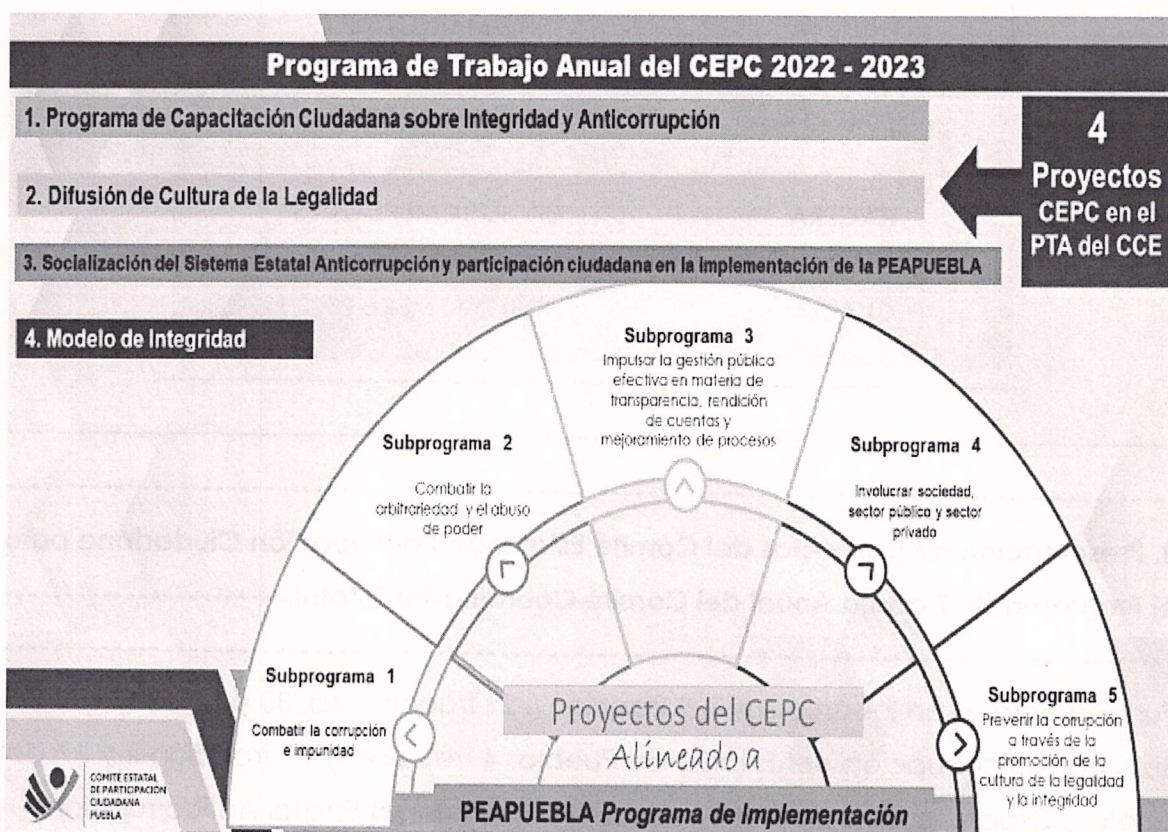 Programa de Trabajo Anual del CEPC 2022 - 2023
1. Programa de Capacitación Ciudadana sobre Integridad y Anticorrupción
2. Difusión de Cultura de la Legalidad
3. Socialización del Sistema Estatal Anticorrupción y participación ciudadana en la implementación de la PEAPUEBLA
4. Modelo de Integridad
4
Proyectos
CEPC en el
PTA del CCE
Subprograma 1
Combatir la corrupción
e impunidad
Subprograma 2
Combatir la
arbitrariedad y el abuso
de poder
Subprograma 3
Impulsar la gestión pública
efectiva en materia de
transparencia, rendición
de cuentas y
mejoramiento de procesos
Subprograma 4
Involucrar sociedad,
sector público y sector
privado
Subprograma 5
Prevenir la corrupción
a través de la
promoción de la
cultura de la legalidad
y la integridad
Proyectos del CEPC
Alineado a
PEAPUEBLA Programa de Implementación
COMITÉ ESTATAL
DE PARTICIPACIÓN
CIUDADANA
PUEBLA